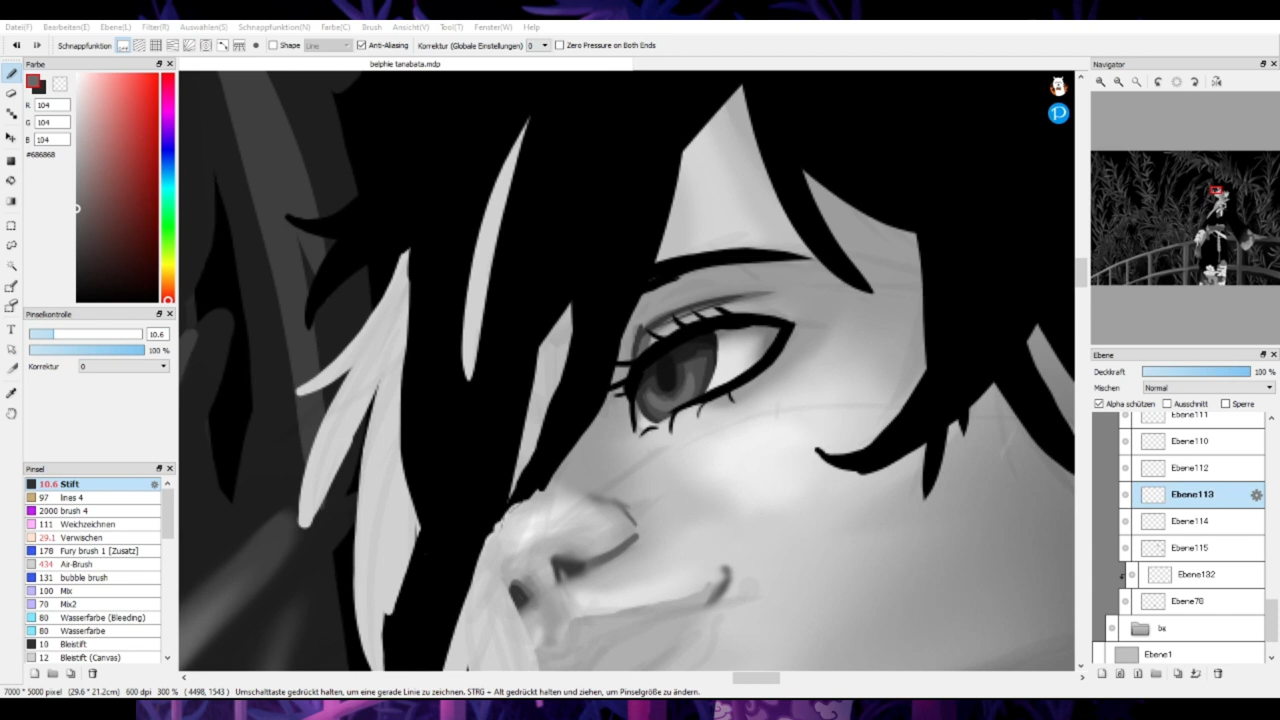 Datei(F) Bearbeiten(E) Ebene(L) Filter(R) Auswählen(S) Schnappfunktion(N) Farbe(C) Brush Ansicht(V) Tool(T) Fenster(W) Help
Schnappfunktion Shape Line Anti-Aliasing Korrektur (Globale Einstellungen) 0 Zero Pressure on Both Ends
Farbe
belphie tanabata.mdp
Navigator
R 104
G 104
B 104
#686868
Pinselkontrolle
10.6
100 %
Korrektur 0
Pinsel
10.6 Stift
97 lines 4
2000 brush 4
111 Weichzeichnen
29.1 Verwischen
178 Fury brush 1 [Zusatz]
434 Air-Brush
131 bubble brush
100 Mix
70 Mix2
80 Wasserfarbe (Bleeding)
80 Wasserfarbe
10 Bleistift
12 Bleistift (Canvas)
Ebene
Deckkraft 100 %
Mischen Normal
Alpha schützen Ausschnitt Sperre
Ebene111
Ebene110
Ebene112
Ebene113
Ebene114
Ebene115
Ebene132
Ebene78
bg
Ebene1
7000 * 5000 pixel (29.6 * 21.2cm) 600 dpi 300 % ( 4498, 1543 ) Umschalttaste gedrückt halten, um eine gerade Linie zu zeichnen. STRG + Alt gedrückt halten und ziehen, um Pinselgröße zu ändern.